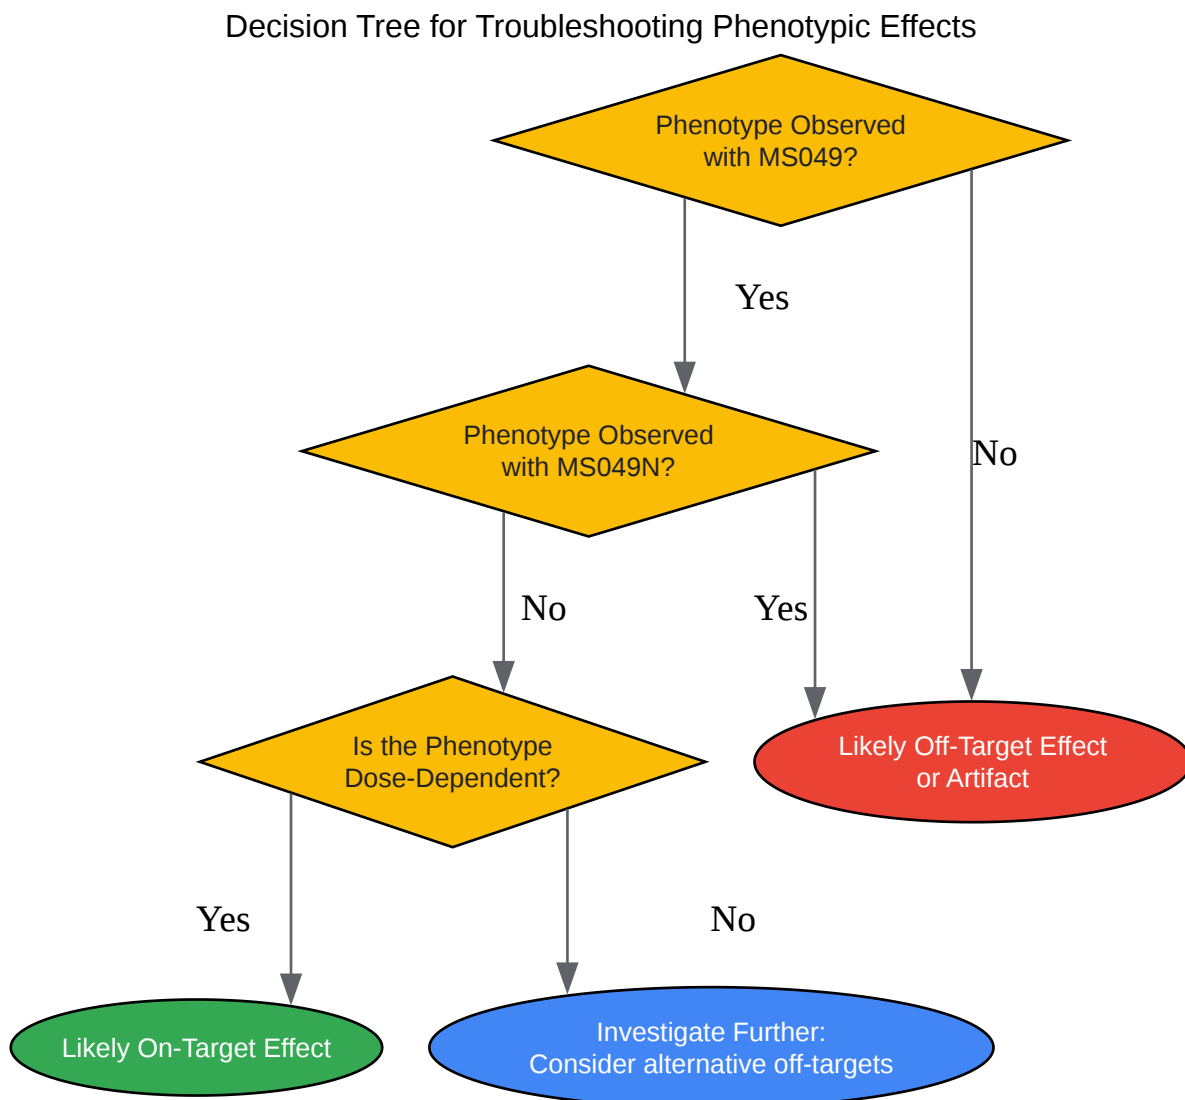 Decision Tree for Troubleshooting Phenotypic Effects
Phenotype Observed
with MS049?
Yes
Phenotype Observed
with MS049N?
No
No
Yes
Is the Phenotype
Dose-Dependent?
Likely Off-Target Effect
or Artifact
Yes
No
Likely On-Target Effect
Investigate Further:
Consider alternative off-targets